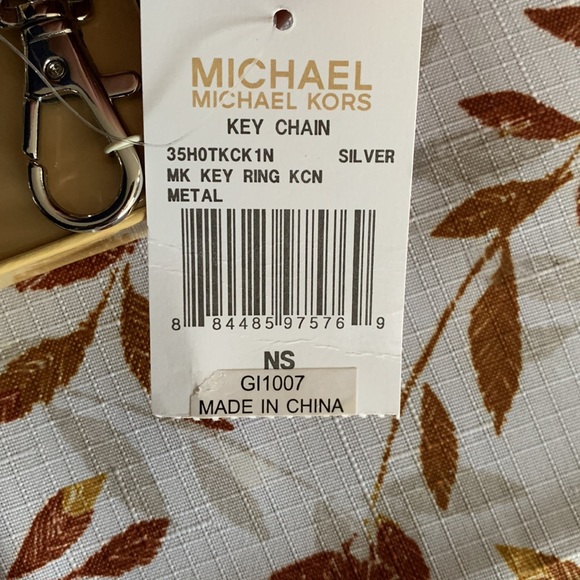 MICHAEL
MICHAEL KORS
KEY CHAIN
35H0TKCK1N SILVER
MK KEY RING KCN
METAL
8 84485 97576 9
NS
GI1007
MADE IN CHINA